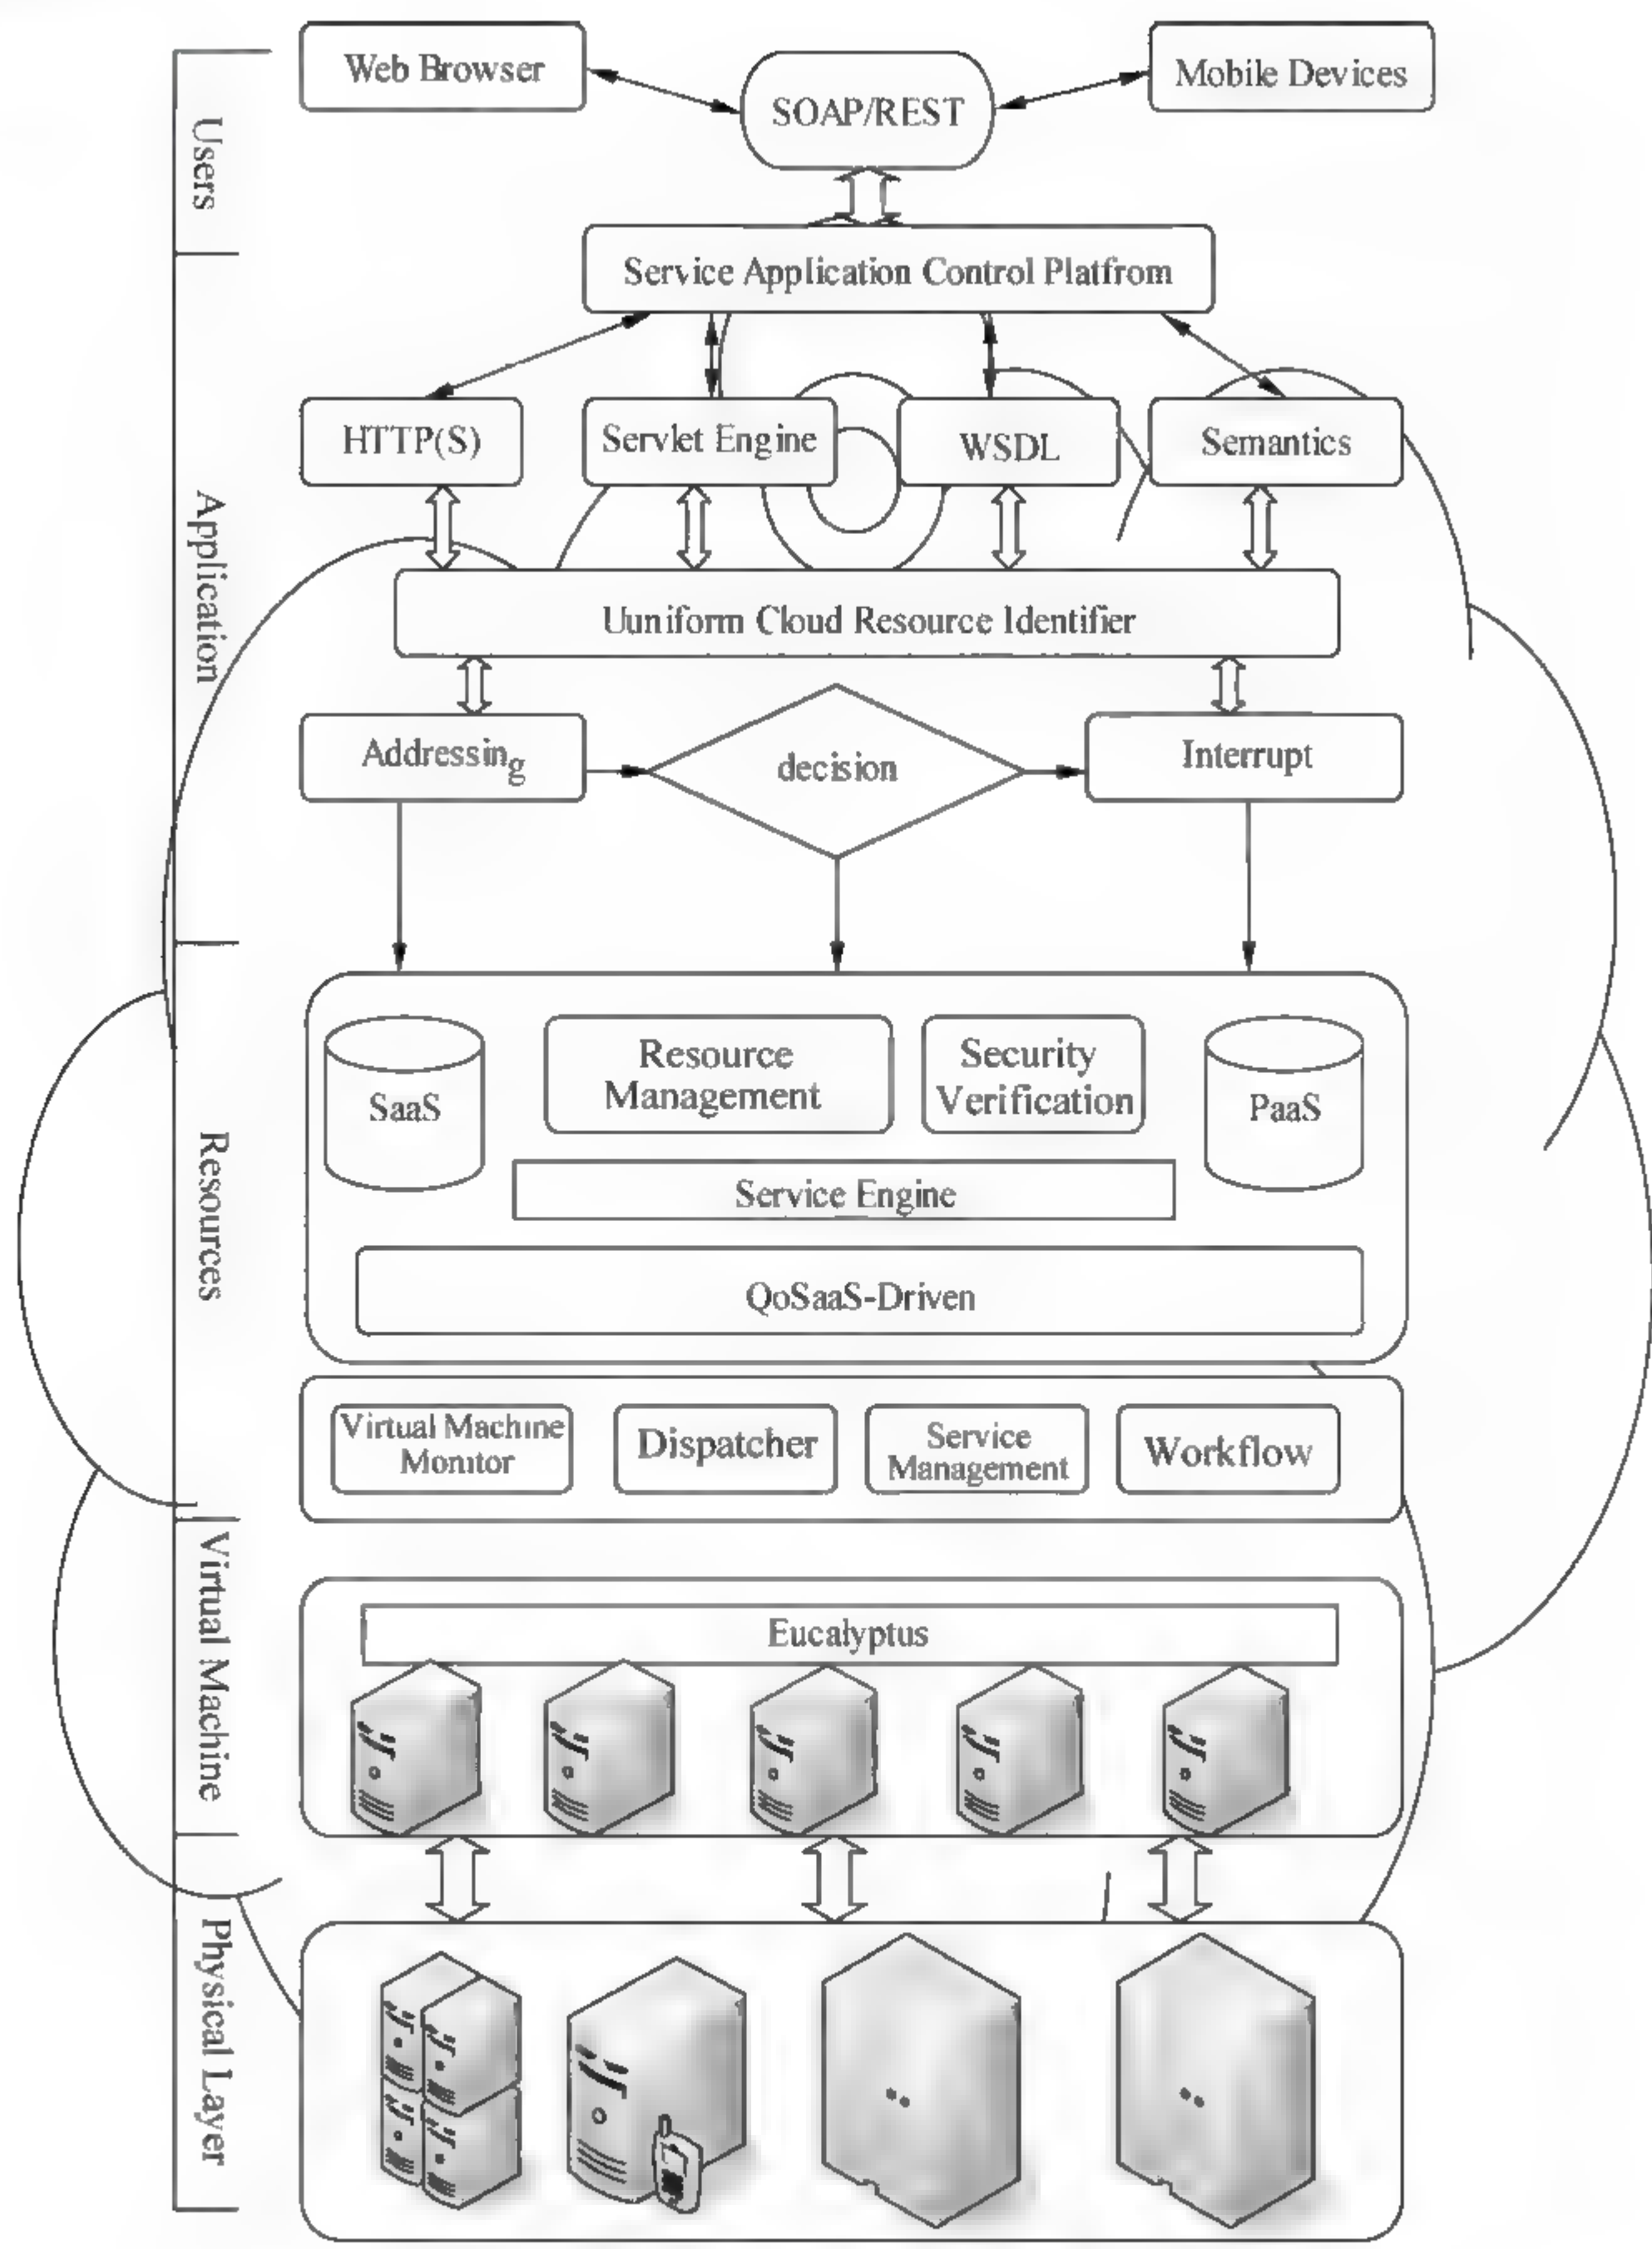 Web Browser
SOAP/REST
Mobile Devices
Users
Service Application Control Platfrom
HTTP(S)
Servlet Engine
WSDL
Semantics
Application
Uuniform Cloud Resource Identifier
Addressing
decision
Interrupt
Resources
SaaS
Resource
Management
Security
Verification
PaaS
Service Engine
QoSaaS-Driven
Virtual Machine
Monitor
Dispatcher
Service
Management
Workflow
Virtual Machine
Eucalyptus
Physical Layer